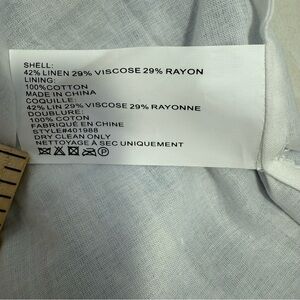 SHELL:
42% LINEN 29% VISCOSE 29% RAYON
LINING:
100%COTTON
MADE IN CHINA
COQUILLE:
42% LIN 29% VISCOSE 29% RAYONNE
DOUBLURE:
100% COTON
FABRIQUÉ EN CHINE
STYLE#401988
DRY CLEAN ONLY
NETTOYAGE À SEC UNIQUEMENT